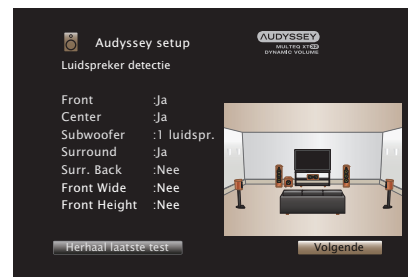 Audyssey setup
AUDYSSEY
MULTEQ XT32
DYNAMIC VOLUME
Luidspreker detectie
Front :Ja
Center :Ja
Subwoofer :1 luidspr.
Surround :Ja
Surr. Back :Nee
Front Wide :Nee
Front Height :Nee
Herhaal laatste test
Volgende